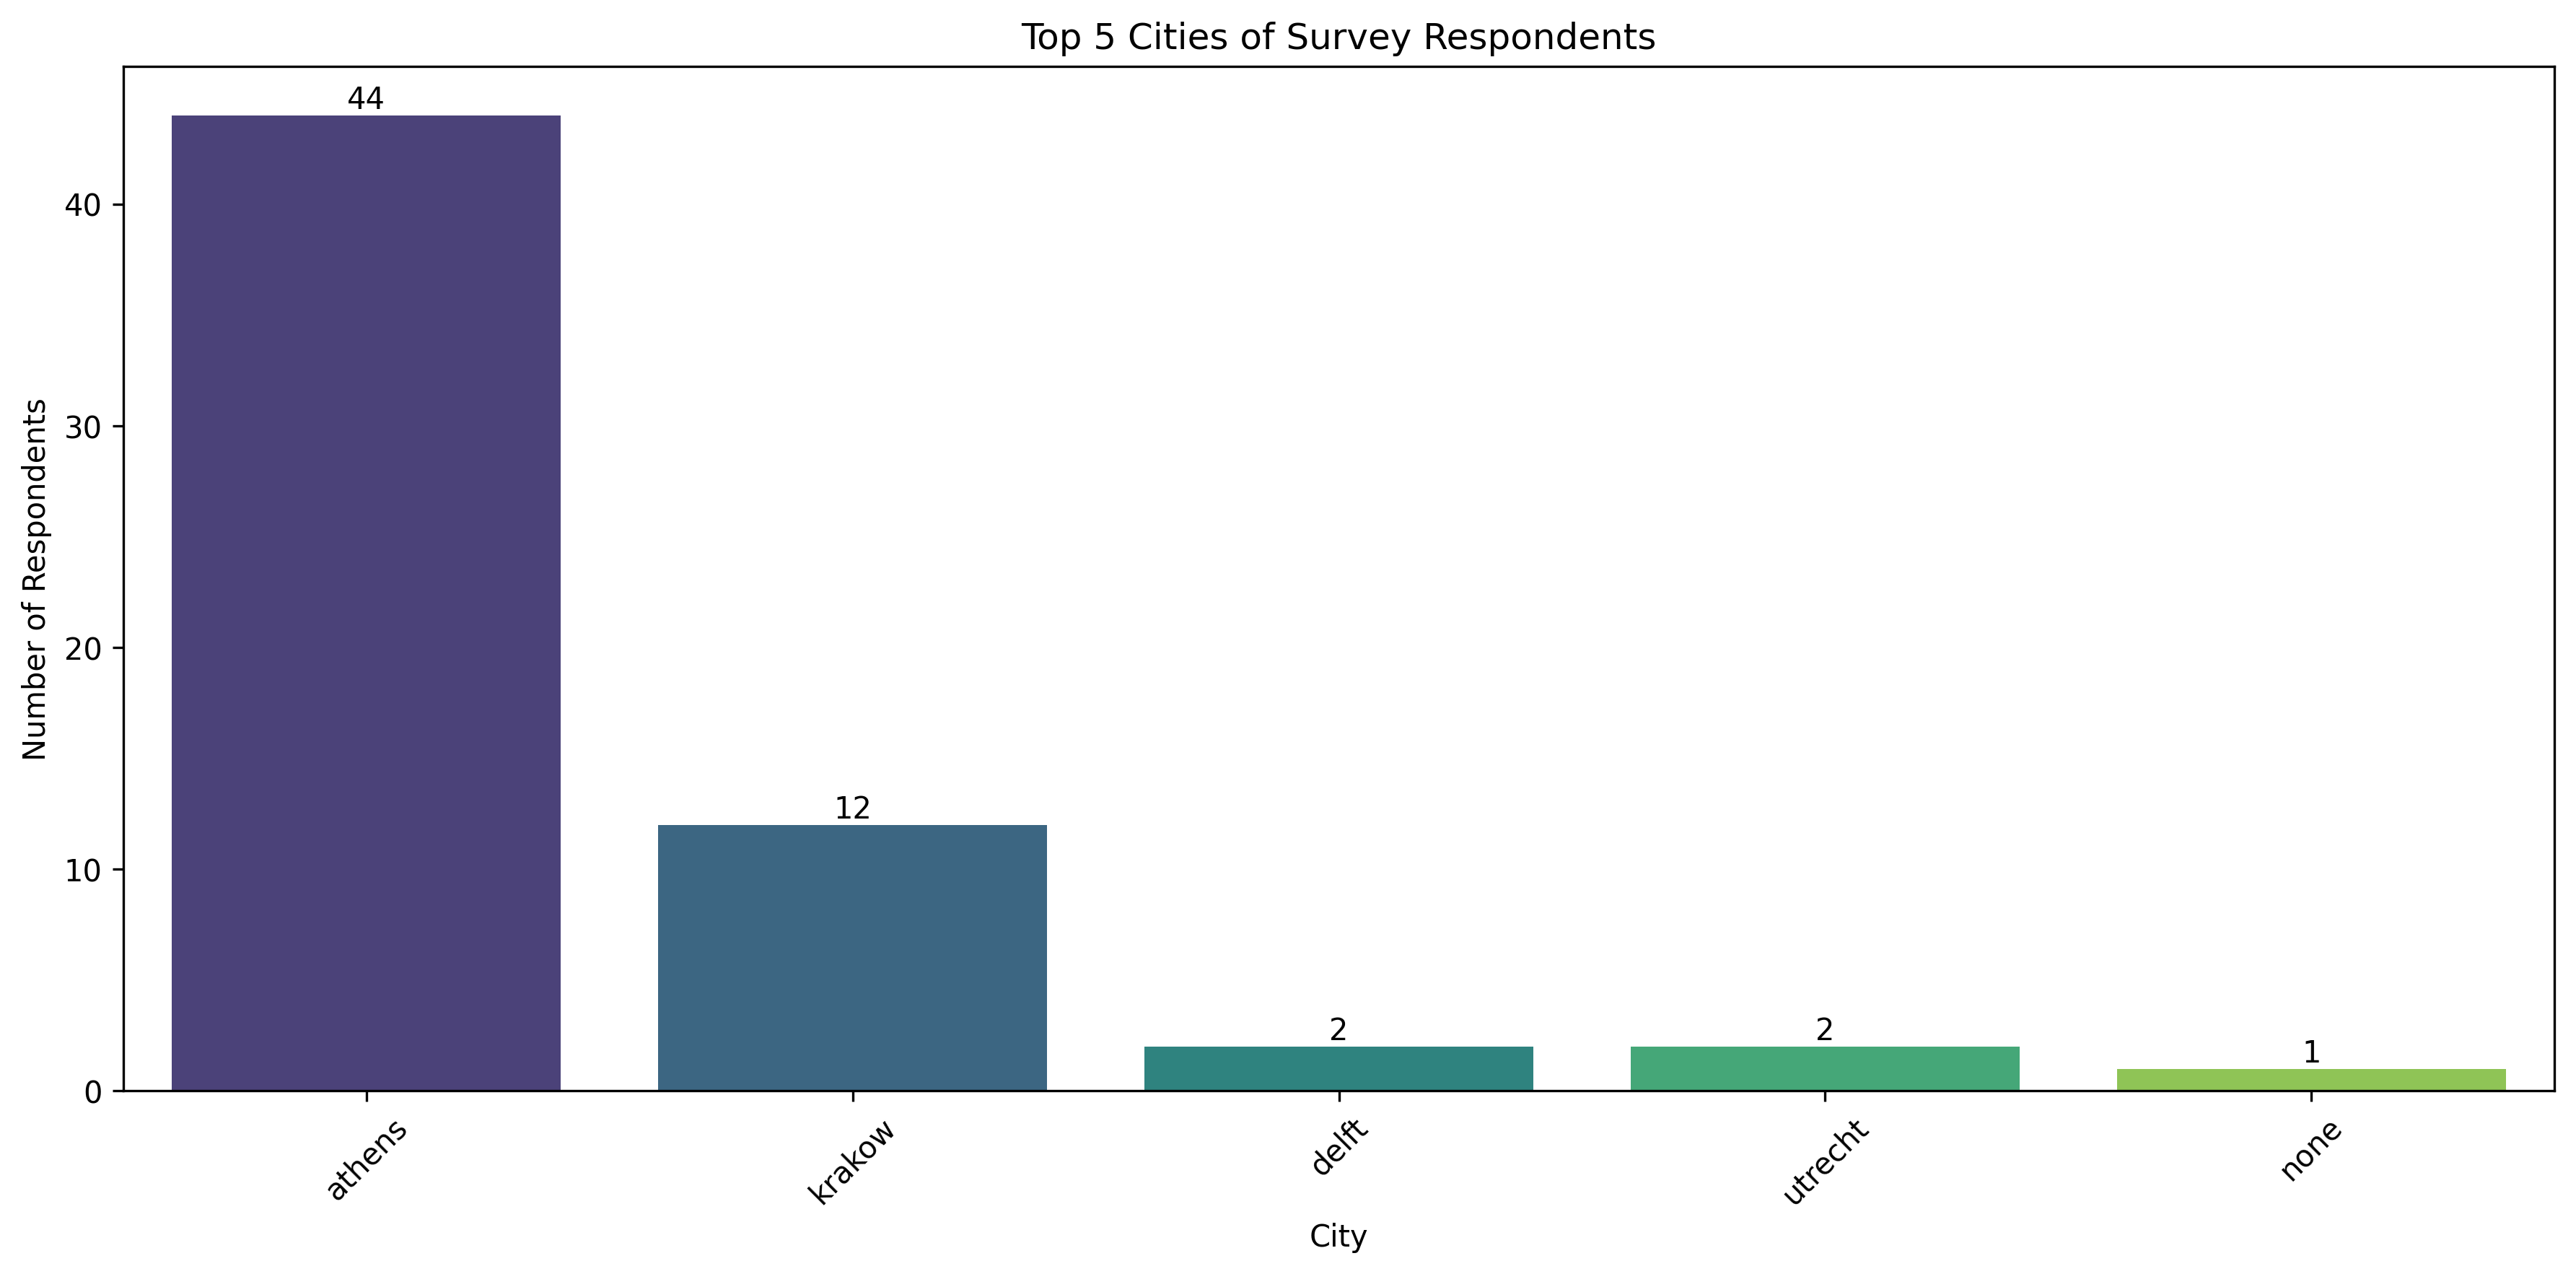 Top 5 Cities of Survey Respondents
Number of Respondents
40
30
20
10
0
44
12
2
2
1
athens
krakow
delft
utrecht
none
City